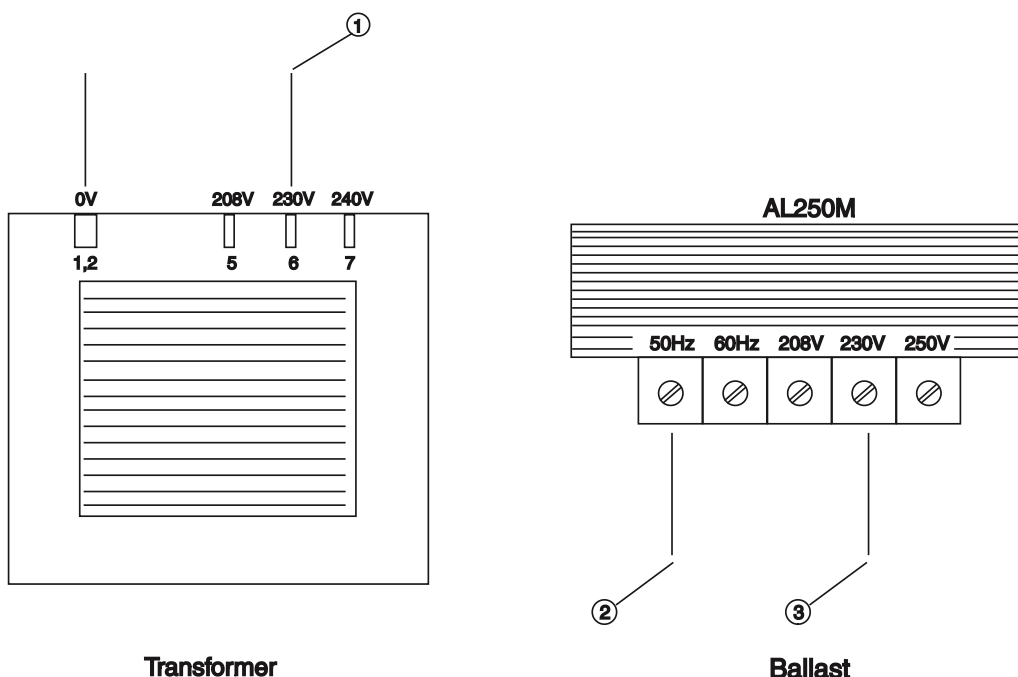 1
0V 208V 230V 240V
1,2 5 6 7
AL250M
50Hz 60Hz 208V 230V 250V
2 3
Transformer
Ballast